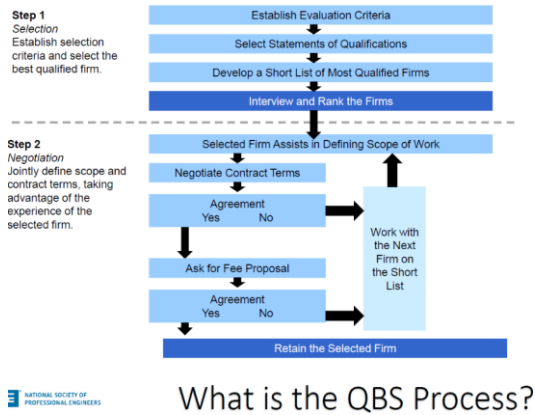 Step 1
Selection
Establish selection
criteria and select the
best qualified firm.
Establish Evaluation Criteria
Select Statements of Qualifications
Develop a Short List of Most Qualified Firms
Interview and Rank the Firms
Step 2
Negotiation
Jointly define scope and
contract terms, taking
advantage of the
experience of the
selected firm.
Selected Firm Assists in Defining Scope of Work
Negotiate Contract Terms
Agreement
Yes No
Work with
the Next
Firm on
the Short
List
Ask for Fee Proposal
Agreement
Yes No
Retain the Selected Firm
NATIONAL SOCIETY OF
PROFESSIONAL ENGINEERS
What is the QBS Process?